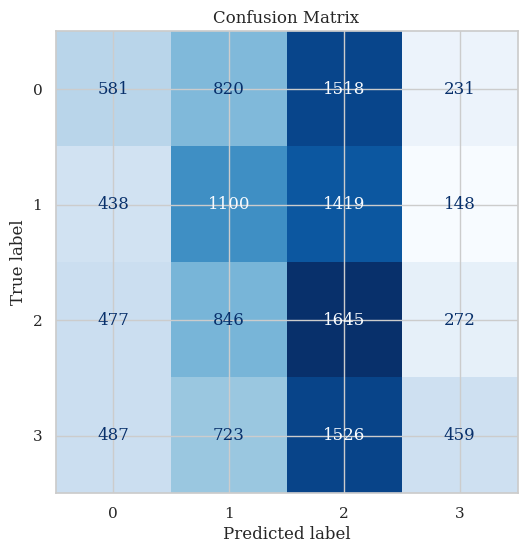 Confusion Matrix
True label
0 581 820 1518 231
1 438 1100 1419 148
2 477 846 1645 272
3 487 723 1526 459
0 1 2 3
Predicted label